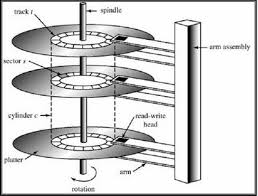 track t
spindle
sector s
arm assembly
cylinder c
read-write
head
platter
arm
rotation